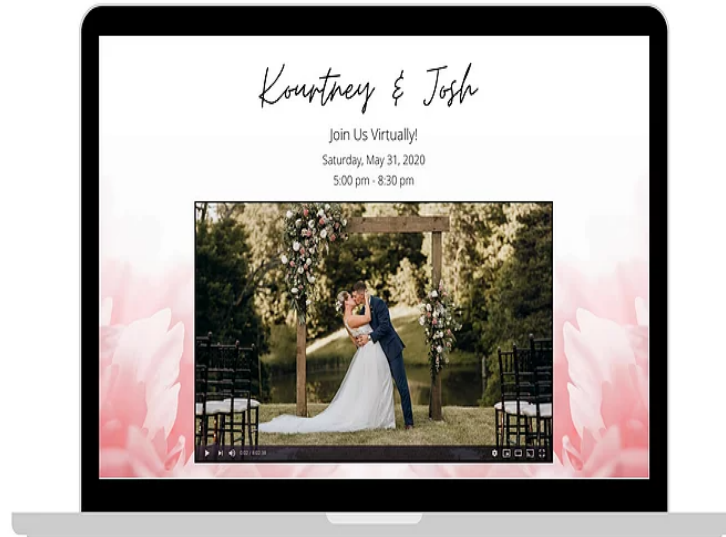 Kourtney & Josh
Join Us Virtually!
Saturday, May 31, 2020
5:00 pm - 8:30 pm